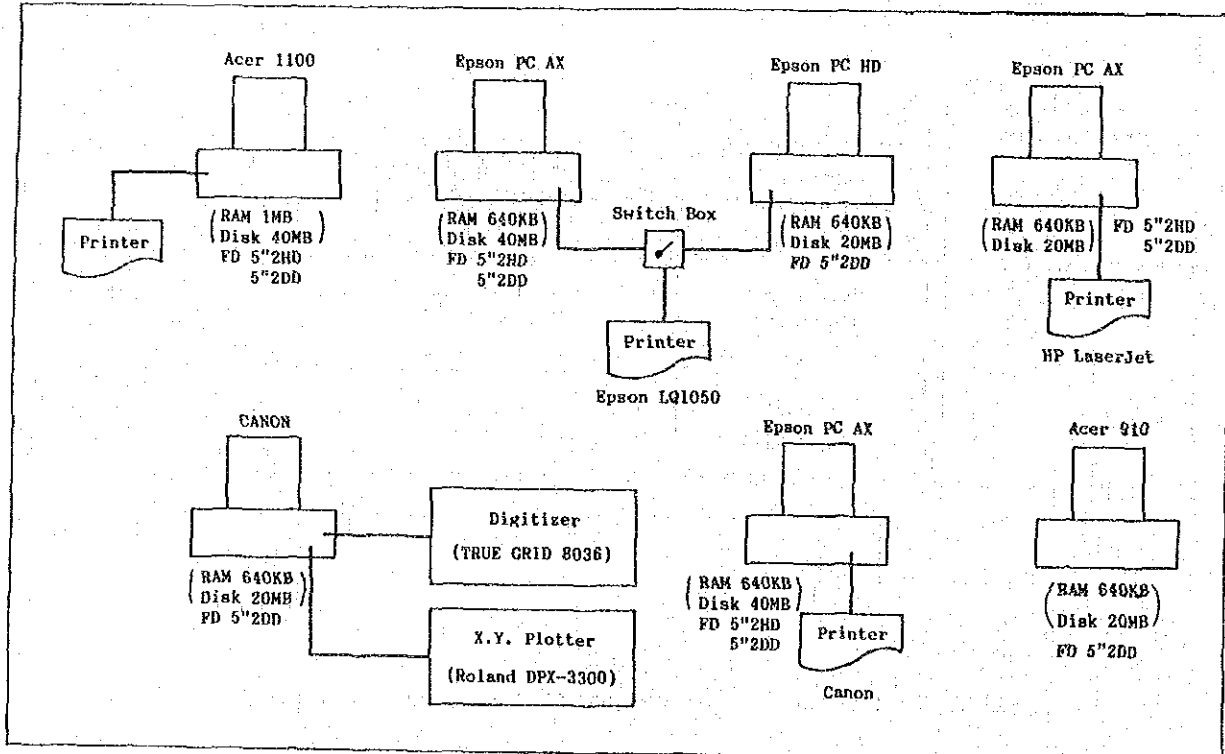 Acer 1100
Printer
(RAM 1MB
Disk 40MB)
FD 5"2HD
5"2DD
Epson PC AX
(RAM 640KB
Disk 40MB)
FD 5"2HD
5"2DD
Switch Box
Printer
Epson LQ1050
Epson PC HD
(RAM 640KB
Disk 20MB)
FD 5"2DD
Epson PC AX
(RAM 640KB
Disk 20MB)
FD 5"2HD
5"2DD
Printer
HP LaserJet
CANON
(RAM 640KB
Disk 20MB)
FD 5"2DD
Digitizer
(TRUE GRID 8036)
X.Y. Plotter
(Roland DPX-3300)
Epson PC AX
(RAM 640KB
Disk 40MB)
FD 5"2HD
5"2DD
Printer
Canon
Acer 910
(RAM 640KB
Disk 20MB)
FD 5"2DD